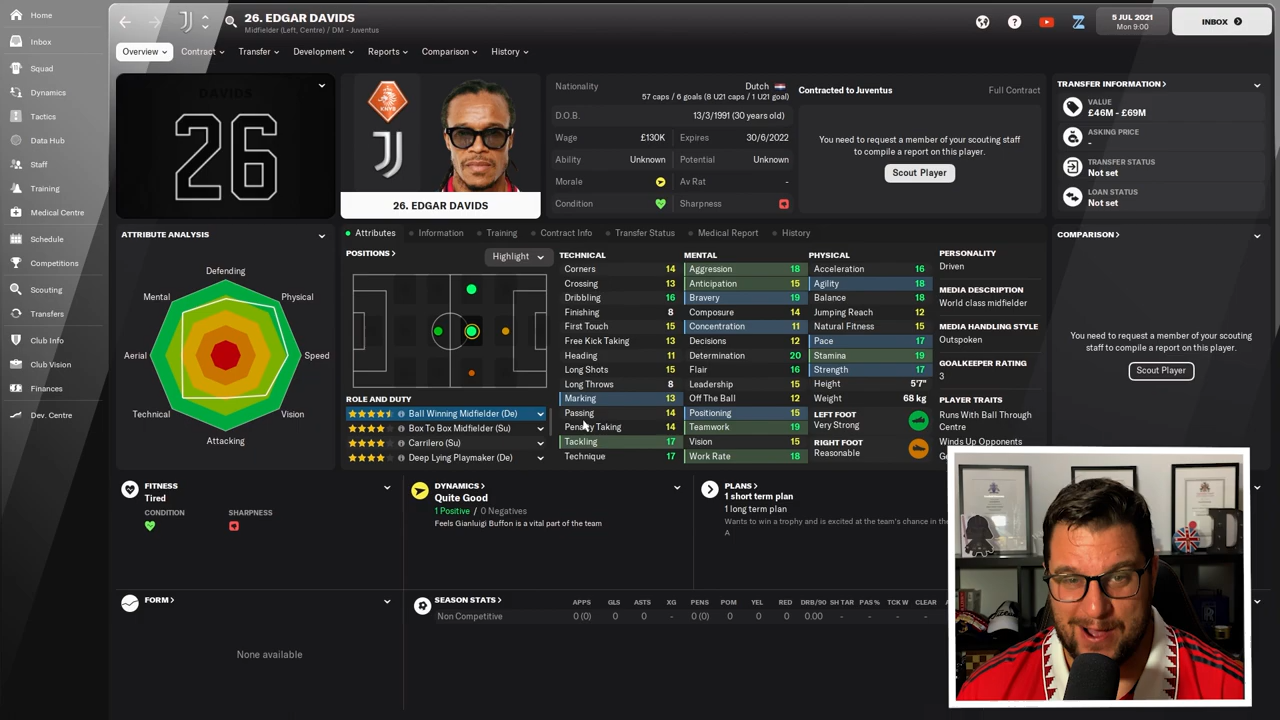 Home
Inbox
Squad
Dynamics
Tactics
Data Hub
Staff
Training
Medical Centre
Schedule
Competitions
Scouting
Transfers
Club Info
Club Vision
Finances
Dev. Centre
26. EDGAR DAVIDS
Midfielder (Left, Centre) / DM - Juventus
5 JUL 2021
Mon 9:00
INBOX
Overview
Contract
Transfer
Development
Reports
Comparison
History
DAVIDS
26
KNVB
26. EDGAR DAVIDS
Nationality Dutch
57 caps / 6 goals (8 U21 caps / 1 U21 goal)
D.O.B. 13/3/1991 (30 years old)
Wage £130K Expires 30/6/2022
Ability Unknown Potential Unknown
Morale Av Rat -
Condition Sharpness
Contracted to Juventus Full Contract
You need to request a member of your scouting staff
to compile a report on this player.
Scout Player
TRANSFER INFORMATION
VALUE
£46M - £69M
ASKING PRICE
-
TRANSFER STATUS
Not set
LOAN STATUS
Not set
ATTRIBUTE ANALYSIS
Defending
Physical
Speed
Vision
Attacking
Technical
Aerial
Mental
Attributes
Information
Training
Contract Info
Transfer Status
Medical Report
History
POSITIONS
Highlight
ROLE AND DUTY
Ball Winning Midfielder (De)
Box To Box Midfielder (Su)
Carrilero (Su)
Deep Lying Playmaker (De)
TECHNICAL
Corners 14
Crossing 13
Dribbling 16
Finishing 8
First Touch 15
Free Kick Taking 13
Heading 11
Long Shots 15
Long Throws 8
Marking 13
Passing 14
Penalty Taking 14
Tackling 17
Technique 17
MENTAL
Aggression 18
Anticipation 15
Bravery 19
Composure 14
Concentration 11
Decisions 12
Determination 20
Flair 16
Leadership 15
Off The Ball 12
Positioning 15
Teamwork 19
Vision 15
Work Rate 18
PHYSICAL
Acceleration 16
Agility 18
Balance 18
Jumping Reach 12
Natural Fitness 15
Pace 17
Stamina 19
Strength 17
Height 5'7"
Weight 68 kg
LEFT FOOT
Very Strong
RIGHT FOOT
Reasonable
PERSONALITY
Driven
MEDIA DESCRIPTION
World class midfielder
MEDIA HANDLING STYLE
Outspoken
GOALKEEPER RATING
3
PLAYER TRAITS
Runs With Ball Through
Centre
Winds Up Opponents
COMPARISON
You need to request a member of your scouting
staff to compile a report on this player.
Scout Player
FITNESS
Tired
CONDITION
SHARPNESS
DYNAMICS
Quite Good
1 Positive / 0 Negatives
Feels Gianluigi Buffon is a vital part of the team
PLANS
1 short term plan
1 long term plan
Wants to win a trophy and is excited at the team's chance in the
A
FORM
None available
SEASON STATS
APPS GLS ASTS XG PENS POM YEL RED DRB/90 SH TAR PAS % TCK W CLEAR
Non Competitive 0 (0) 0 0 - 0 (0) 0 0 0 0.00 - - - -